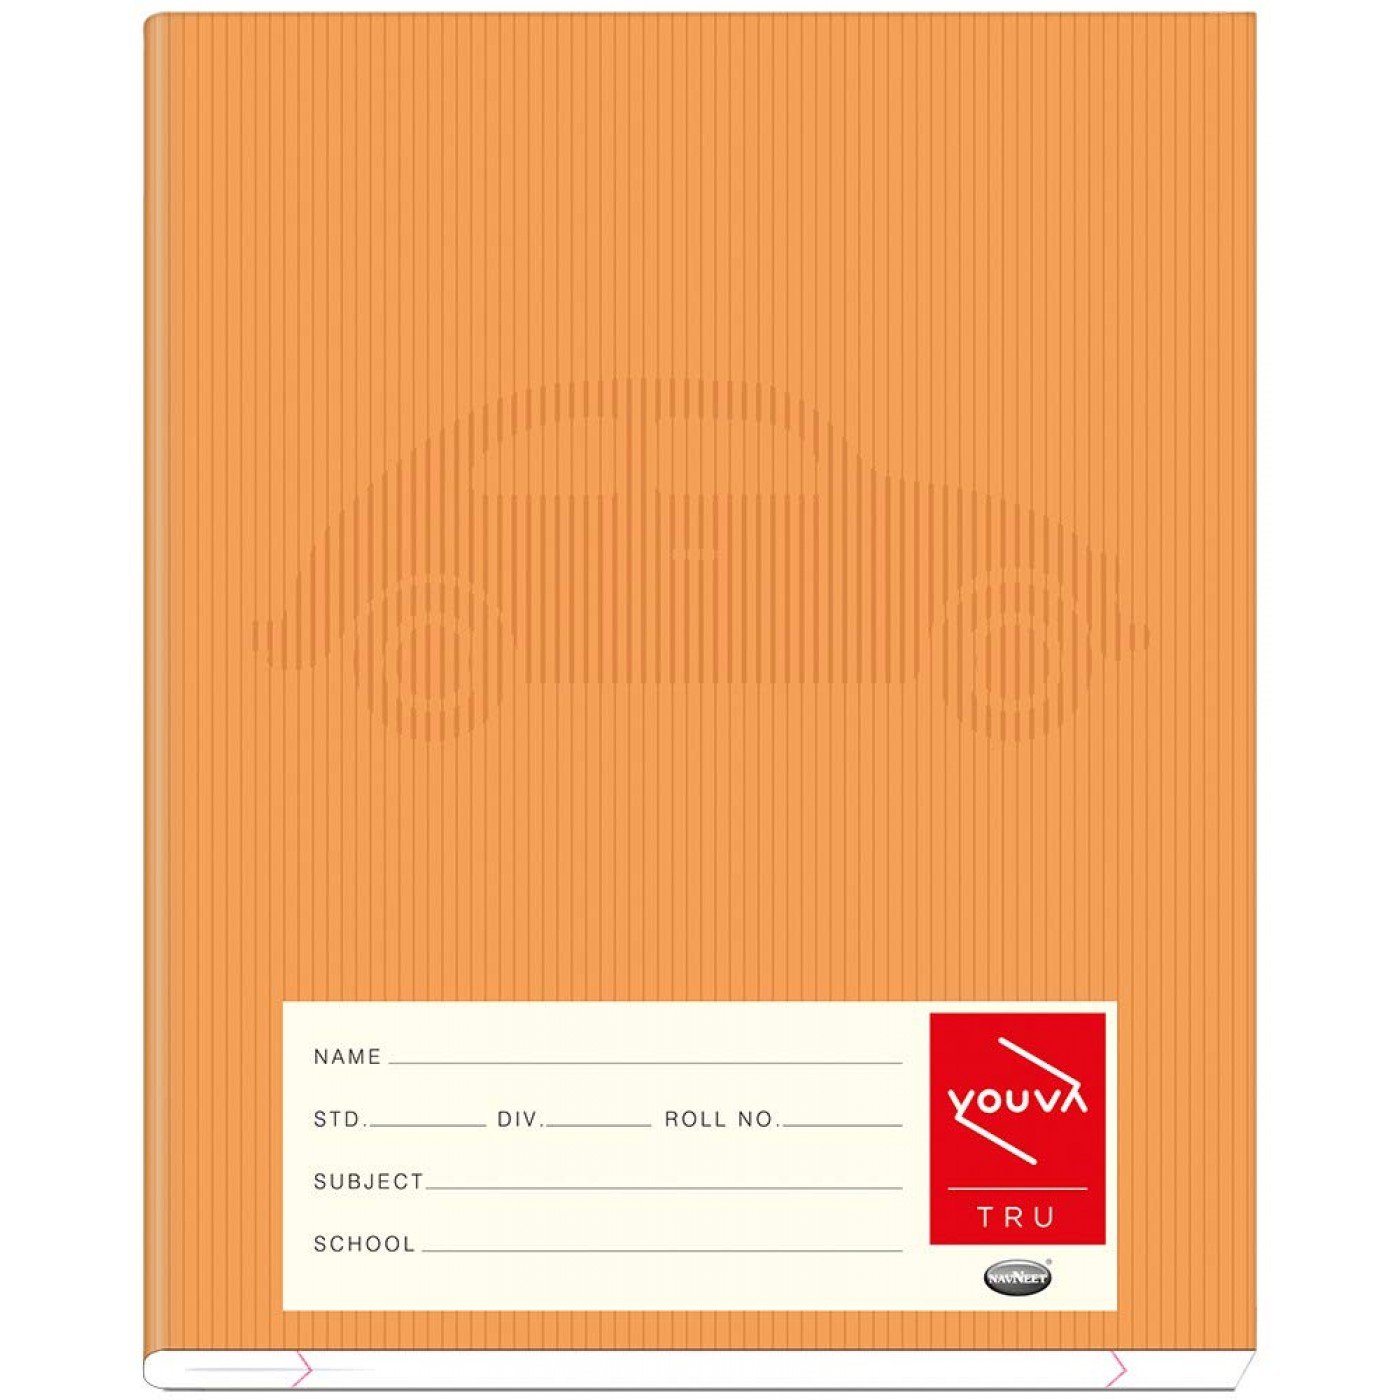 NAME
STD. DIV. ROLL NO.
SUBJECT
SCHOOL
youva
TRU
NAVNEET®